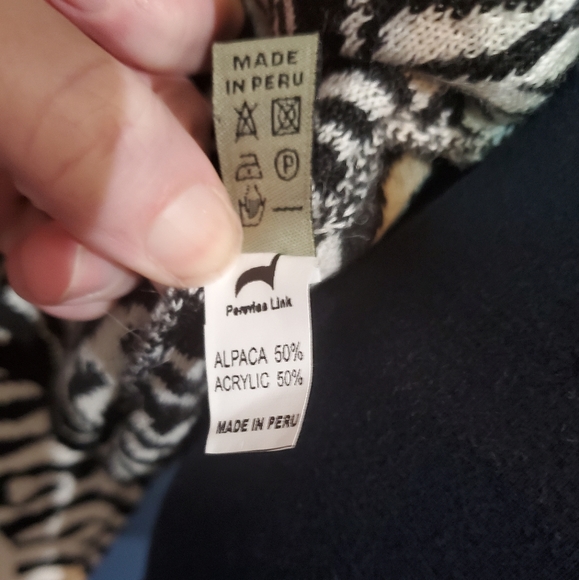 MADE
IN PERU
P
Peruvian Link
ALPACA 50%
ACRYLIC 50%
MADE IN PERU